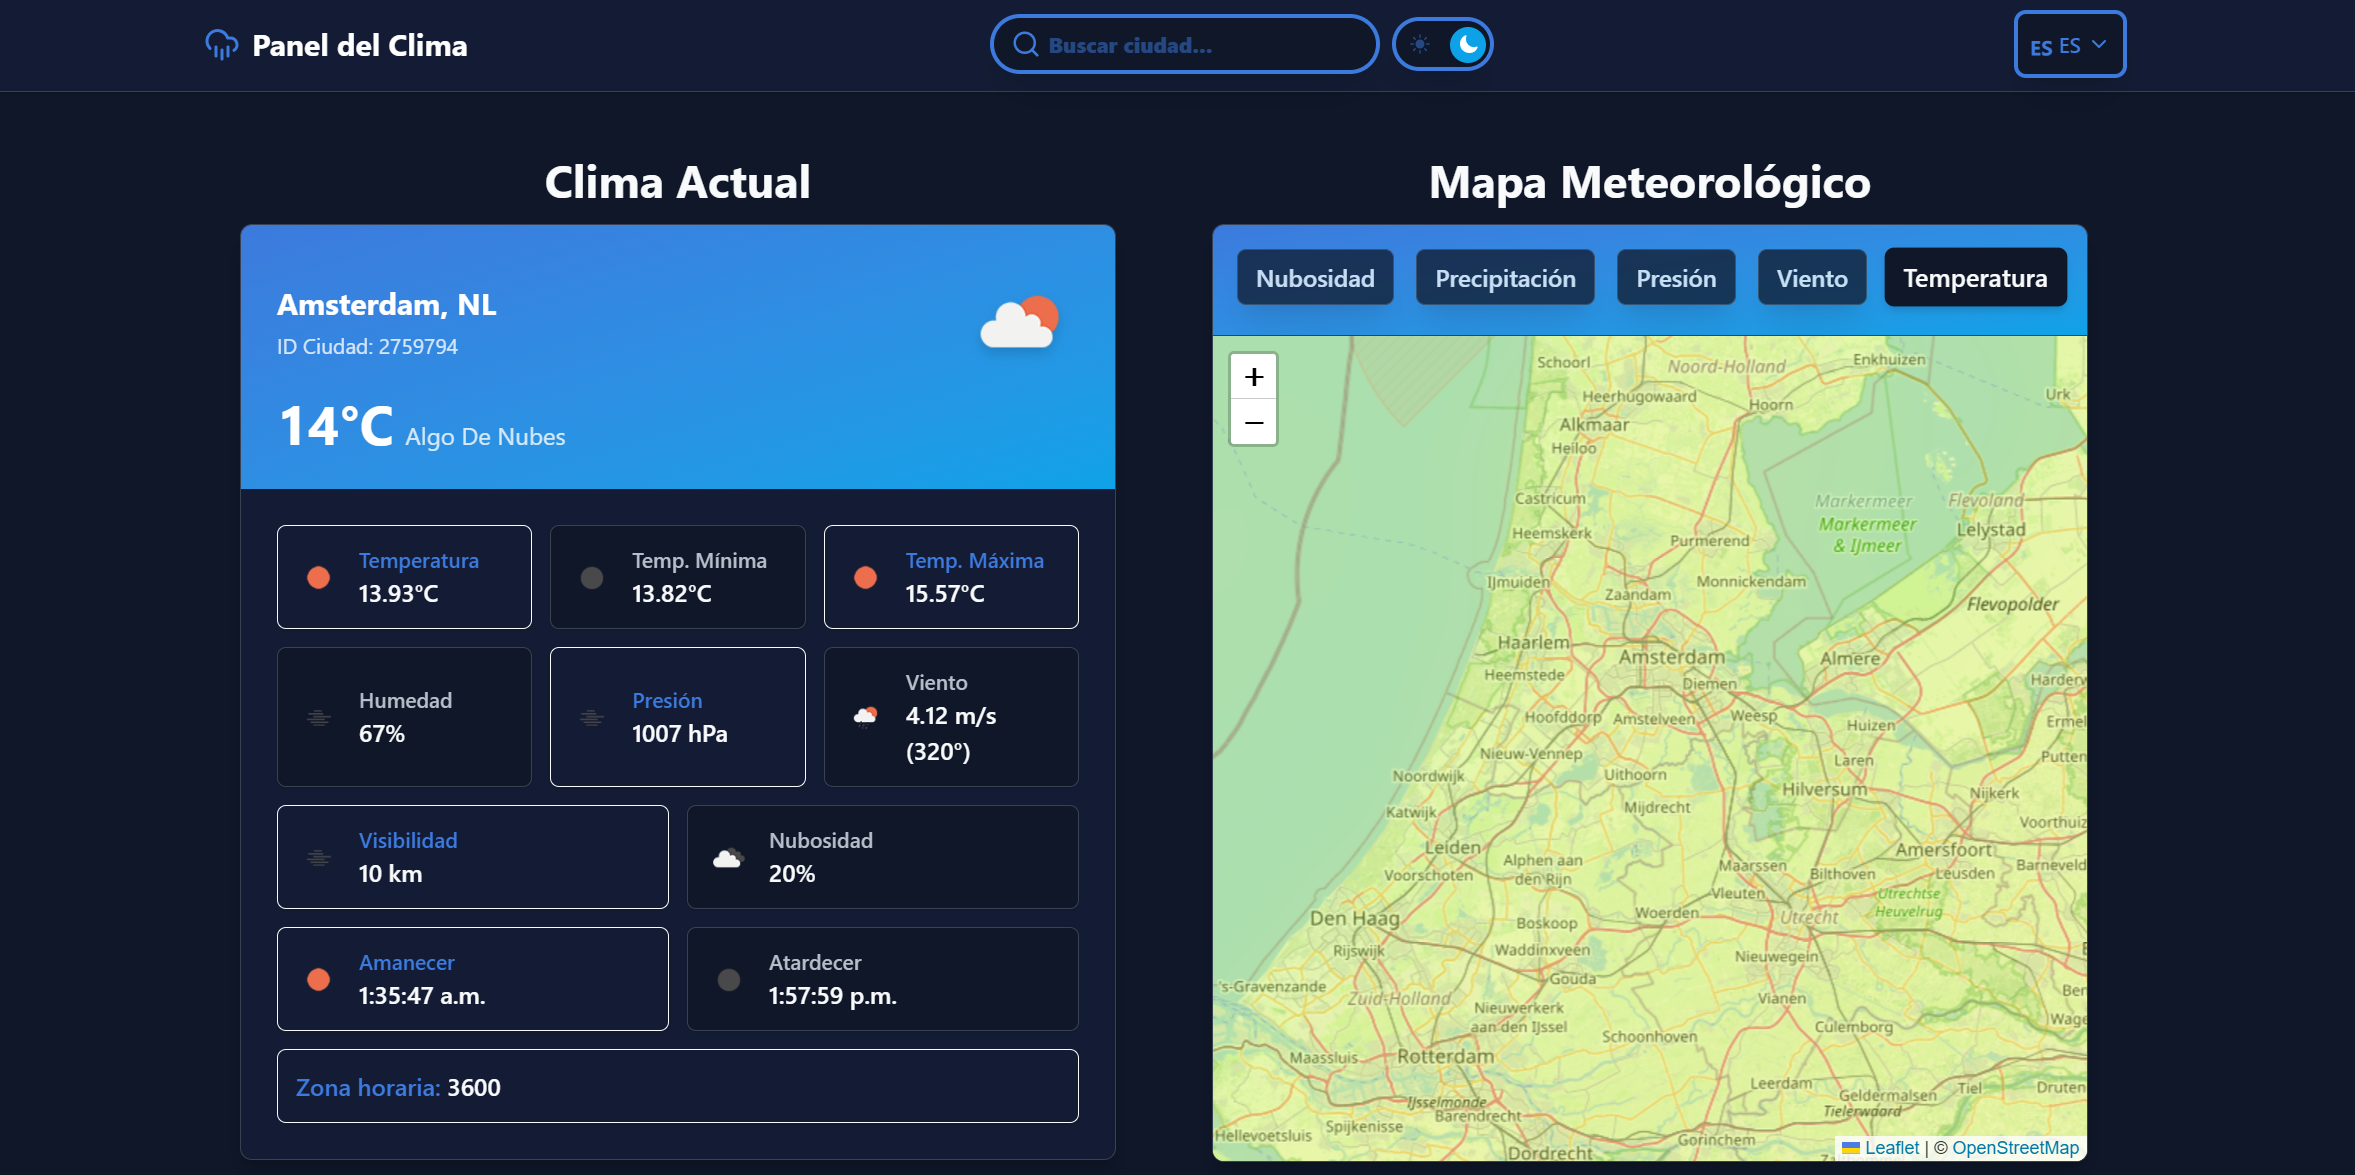 Panel del Clima
Buscar ciudad...
ES ES
Clima Actual
Amsterdam, NL
ID Ciudad: 2759794
14°C Algo De Nubes
Temperatura
13.93°C
Temp. Mínima
13.82°C
Temp. Máxima
15.57°C
Humedad
67%
Presión
1007 hPa
Viento
4.12 m/s
(320°)
Visibilidad
10 km
Nubosidad
20%
Amanecer
1:35:47 a.m.
Atardecer
1:57:59 p.m.
Zona horaria: 3600
Mapa Meteorológico
Nubosidad
Precipitación
Presión
Viento
Temperatura
+
−
Schoorl
Noord-Holland
Enkhuizen
Urk
Heerhugowaard
Hoorn
Alkmaar
Heiloo
Castricum
Markermeer
Flevoland
Markermeer
& IJmeer
Lelystad
Heemskerk
Purmerend
IJmuiden
Monnickendam
Zaandam
Flevopolder
Haarlem
Amsterdam
Almere
Heemstede
Diemen
Harderw
Hoofddorp
Amstelveen
Weesp
Huizen
Ermel
Nieuw-Vennep
Laren
Putten
Noordwijk
Uithoorn
Hilversum
Nijkerk
Katwijk
Mijdrecht
Voorthuiz
Leiden
Alphen aan
den Rijn
Maarssen
Amersfoort
Barneveld
Voorschoten
Bilthoven
Leusden
Vleuten
Utrechtse
Heuvelrug
Den Haag
Boskoop
Woerden
Utrecht
Rijswijk
Waddinxveen
Nieuwegein
's-Gravenzande
Gouda
Zuid-Holland
Vianen
Ber
Nieuwerkerk
aan den IJssel
Schoonhoven
Culemborg
Wage
Maassluis
Rotterdam
Leerdam
Tiel
Druten
IJsselmonde
Geldermalsen
Barendrecht
Tielerwaard
Hellevoetsluis
Spijkenisse
Gorinchem
Dordrecht
Leaflet | © OpenStreetMap